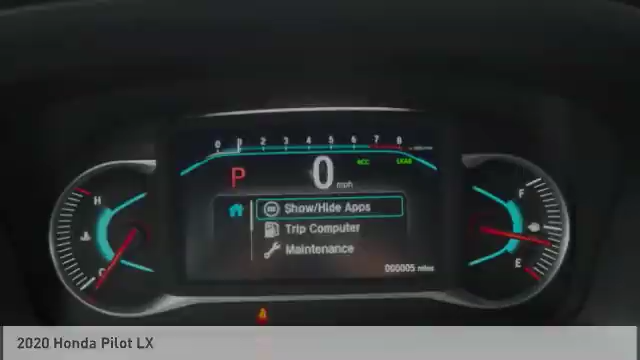 0 1 2 3 4 5 6 7 8
ACC LKAS
P 0 mph
H F
Show/Hide Apps
Trip Computer
Maintenance
C E
000005 miles
2020 Honda Pilot LX